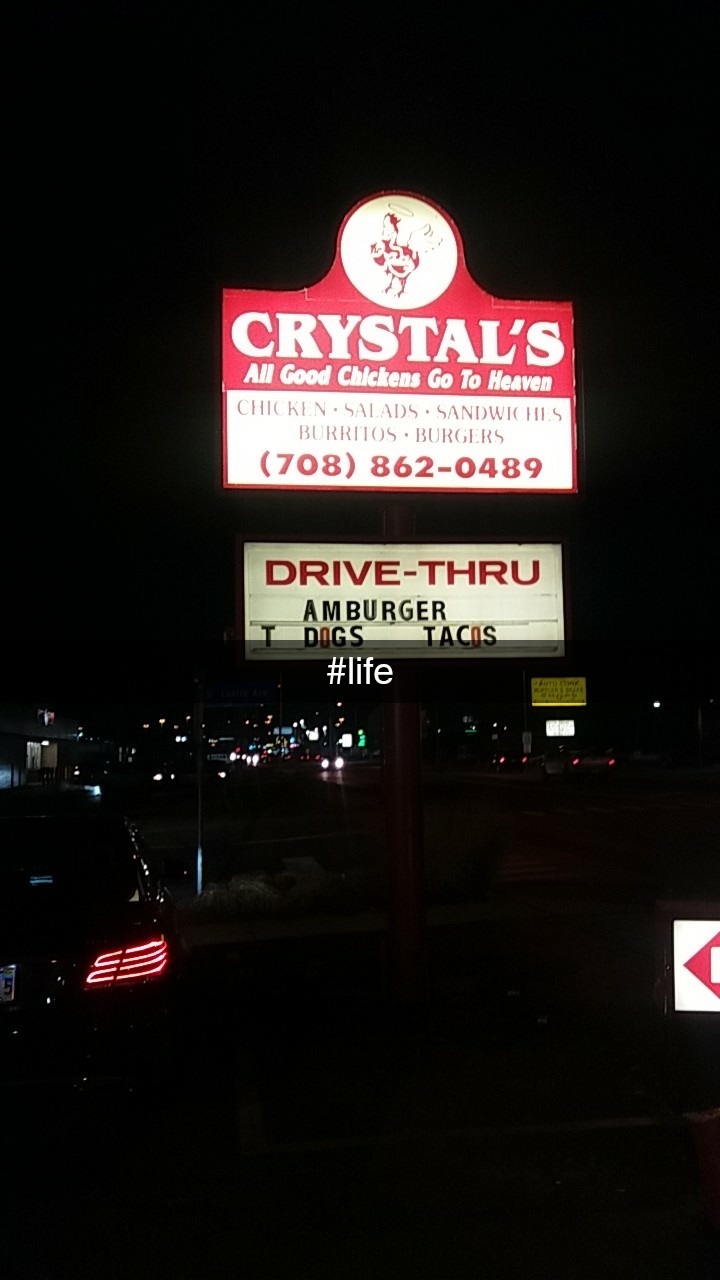 CRYSTAL'S
All Good Chickens Go To Heaven
CHICKEN • SALADS • SANDWICHES
BURRITOS • BURGERS
(708) 862-0489
DRIVE-THRU
AMBURGER
T DOGS TACOS
#life